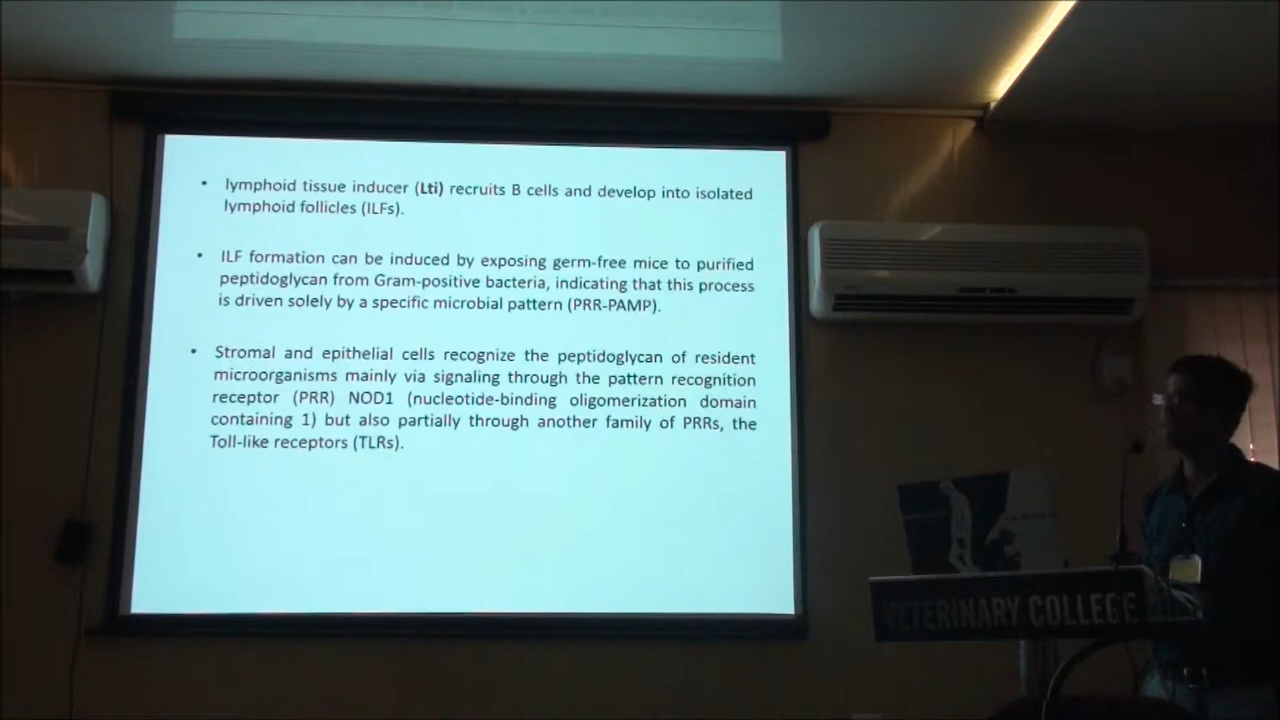 • lymphoid tissue inducer (Lti) recruits B cells and develop into isolated
lymphoid follicles (ILFs).
• ILF formation can be induced by exposing germ-free mice to purified
peptidoglycan from Gram-positive bacteria, indicating that this process
is driven solely by a specific microbial pattern (PRR-PAMP).
• Stromal and epithelial cells recognize the peptidoglycan of resident
microorganisms mainly via signaling through the pattern recognition
receptor (PRR) NOD1 (nucleotide-binding oligomerization domain
containing 1) but also partially through another family of PRRs, the
Toll-like receptors (TLRs).
VETERINARY COLLEGE